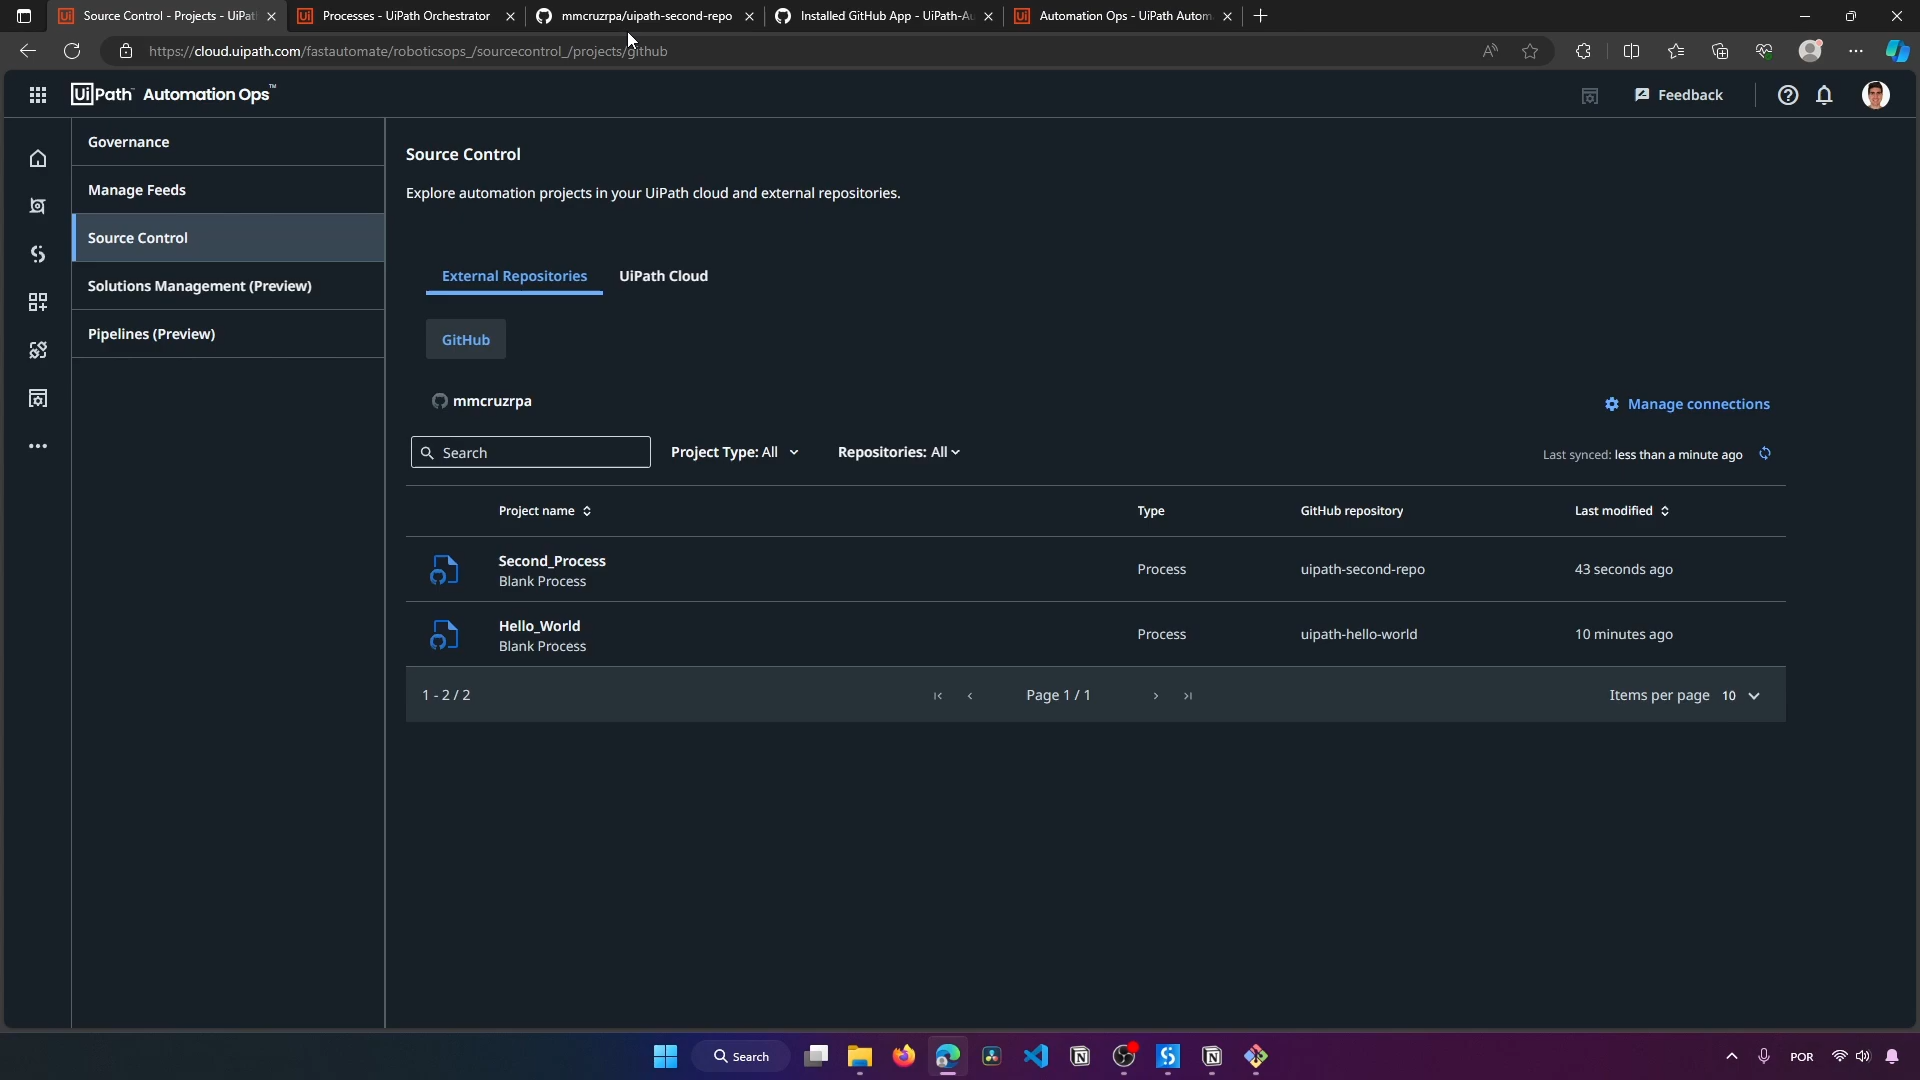 Source Control - Projects - UiPat
Processes - UiPath Orchestrator
mmcruzrpa/uipath-second-repo
Installed GitHub App - UiPath-Au
Automation Ops - UiPath Autom
https://cloud.uipath.com/fastautomate/roboticsops_/sourcecontrol_/projects/github
UiPath Automation Ops™
Feedback
Governance
Manage Feeds
Source Control
Solutions Management (Preview)
Pipelines (Preview)
Source Control
Explore automation projects in your UiPath cloud and external repositories.
External Repositories
UiPath Cloud
GitHub
mmcruzrpa
Manage connections
Search
Project Type: All
Repositories: All
Last synced: less than a minute ago
Project name
Type
GitHub repository
Last modified
Second_Process
Blank Process
Process
uipath-second-repo
43 seconds ago
Hello_World
Blank Process
Process
uipath-hello-world
10 minutes ago
1 - 2 / 2
Page 1 / 1
Items per page 10
Search
POR